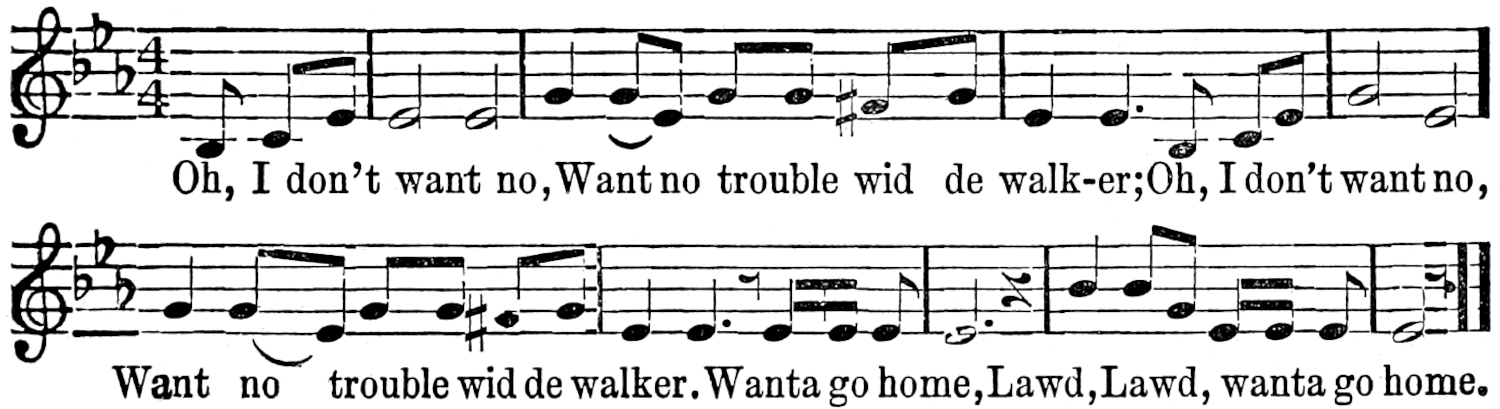 Oh, I don't want no, Want no trouble wid de walk-er; Oh, I don't want no,
Want no trouble wid de walker. Wanta go home, Lawd, Lawd, wanta go home.